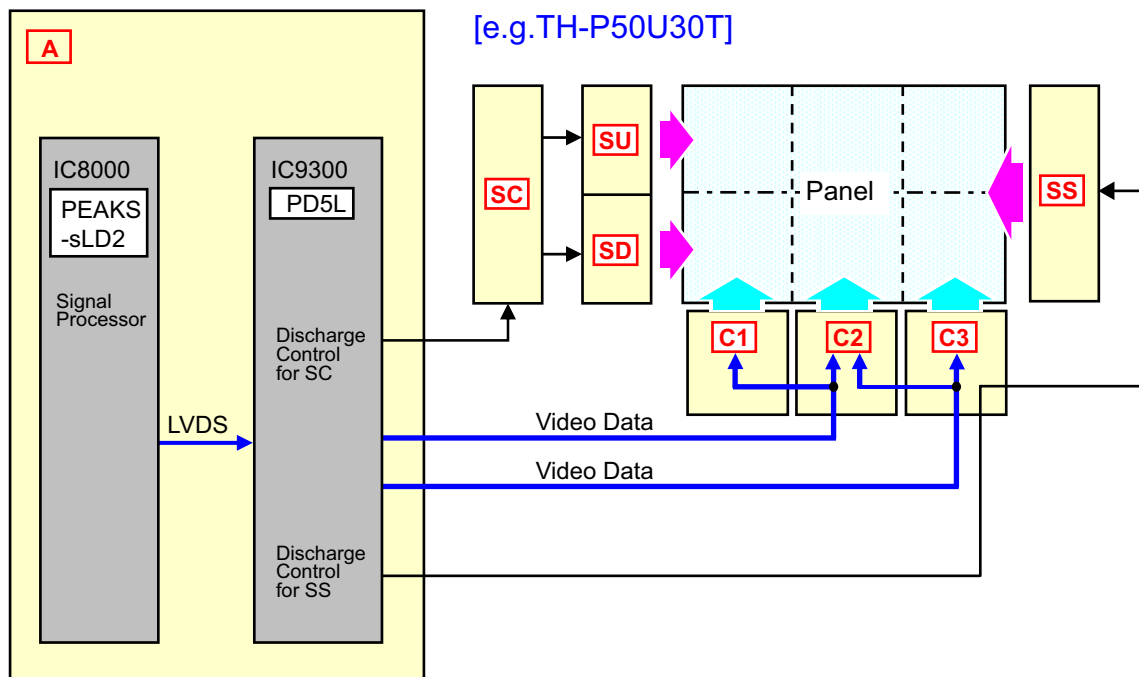 [e.g.TH-P50U30T]
A
IC8000
PEAKS
-sLD2
Signal
Processor
LVDS
IC9300
PD5L
Discharge
Control
for SC
Discharge
Control
for SS
SC
SU
SD
Panel
SS
C1
C2
C3
Video Data
Video Data